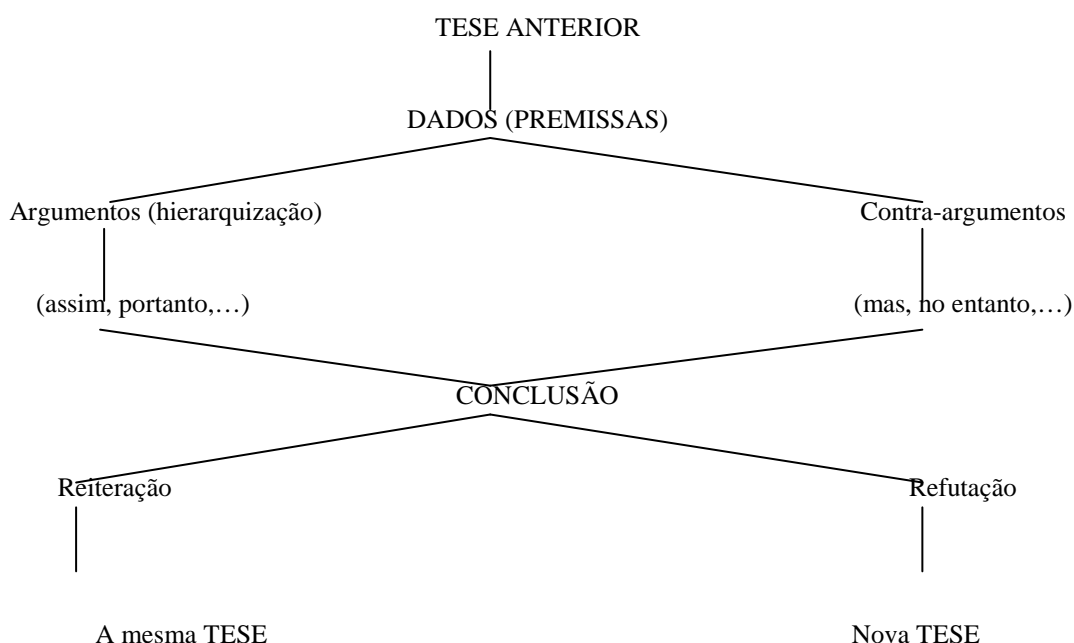 TESE ANTERIOR
DADOS (PREMISSAS)
Argumentos (hierarquização)
Contra-argumentos
(assim, portanto,…)
(mas, no entanto,…)
CONCLUSÃO
Reiteração
Refutação
A mesma TESE
Nova TESE